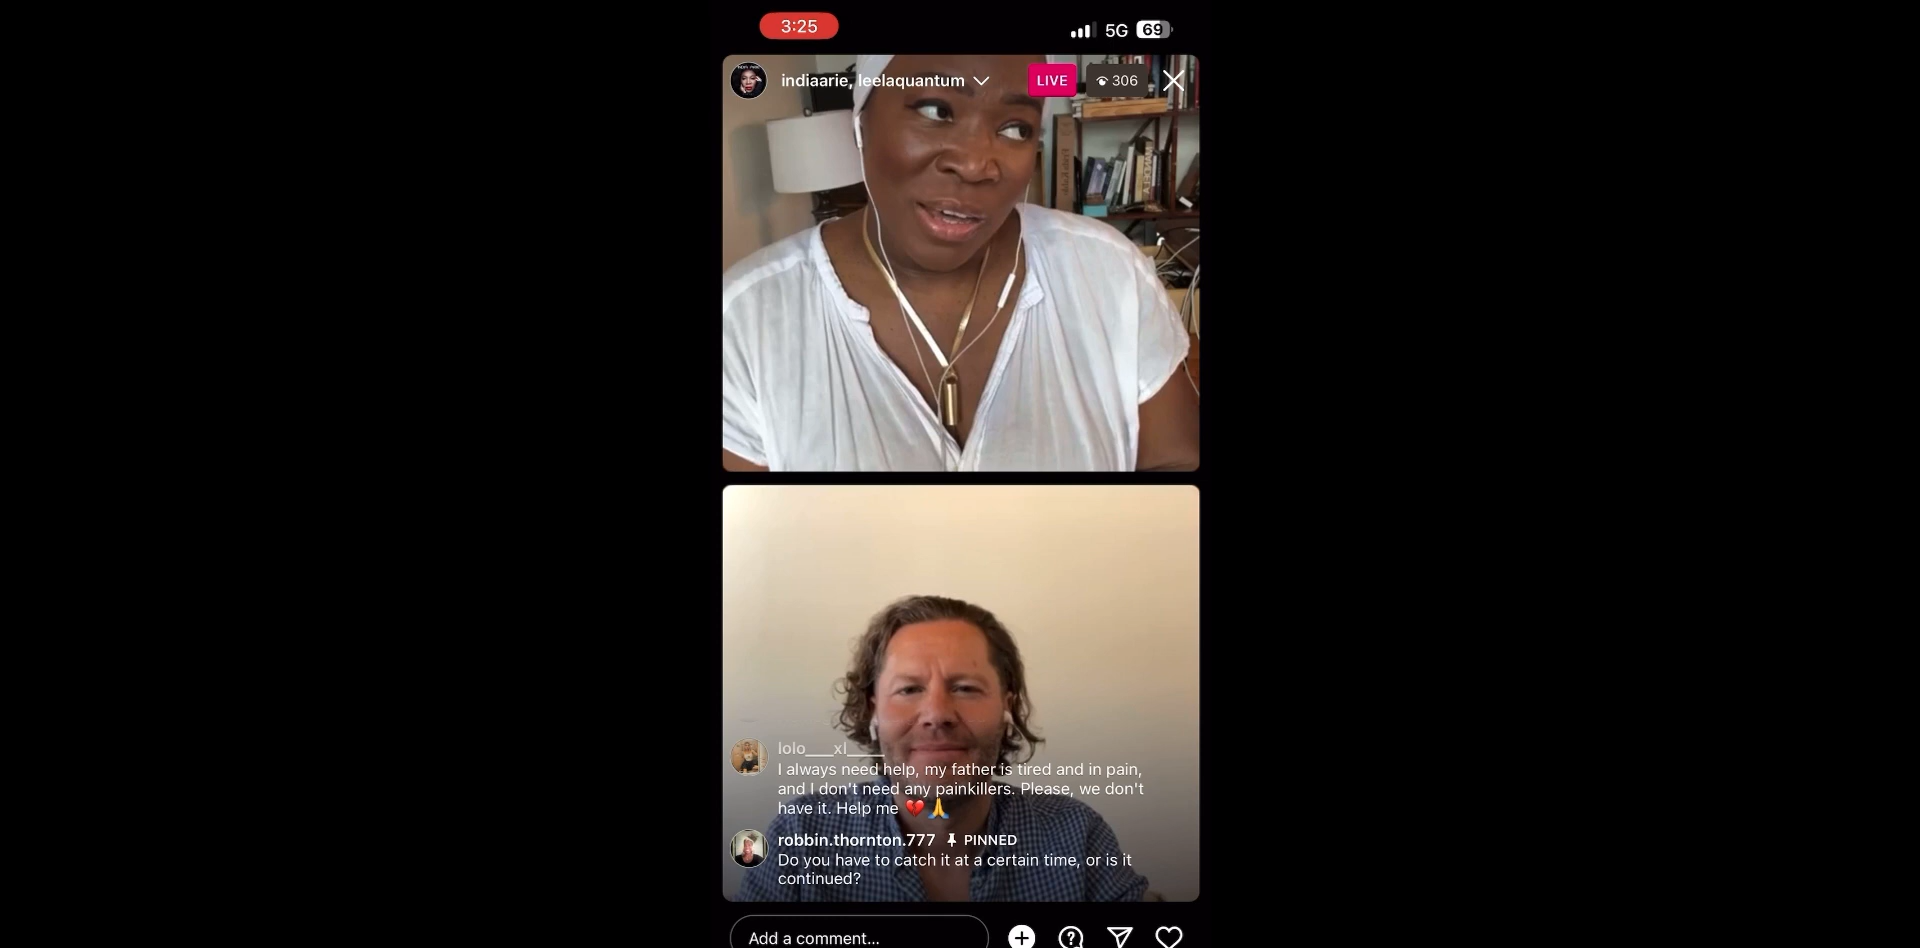 3:25
5G 69
indiaarie, leelaquantum
LIVE
306
lolo___xl____
I always need help, my father is tired and in pain,
and I don't need any painkillers. Please, we don't
have it. Help me 💔🙏
robbin.thornton.777 PINNED
Do you have to catch it at a certain time, or is it
continued?
Add a comment...